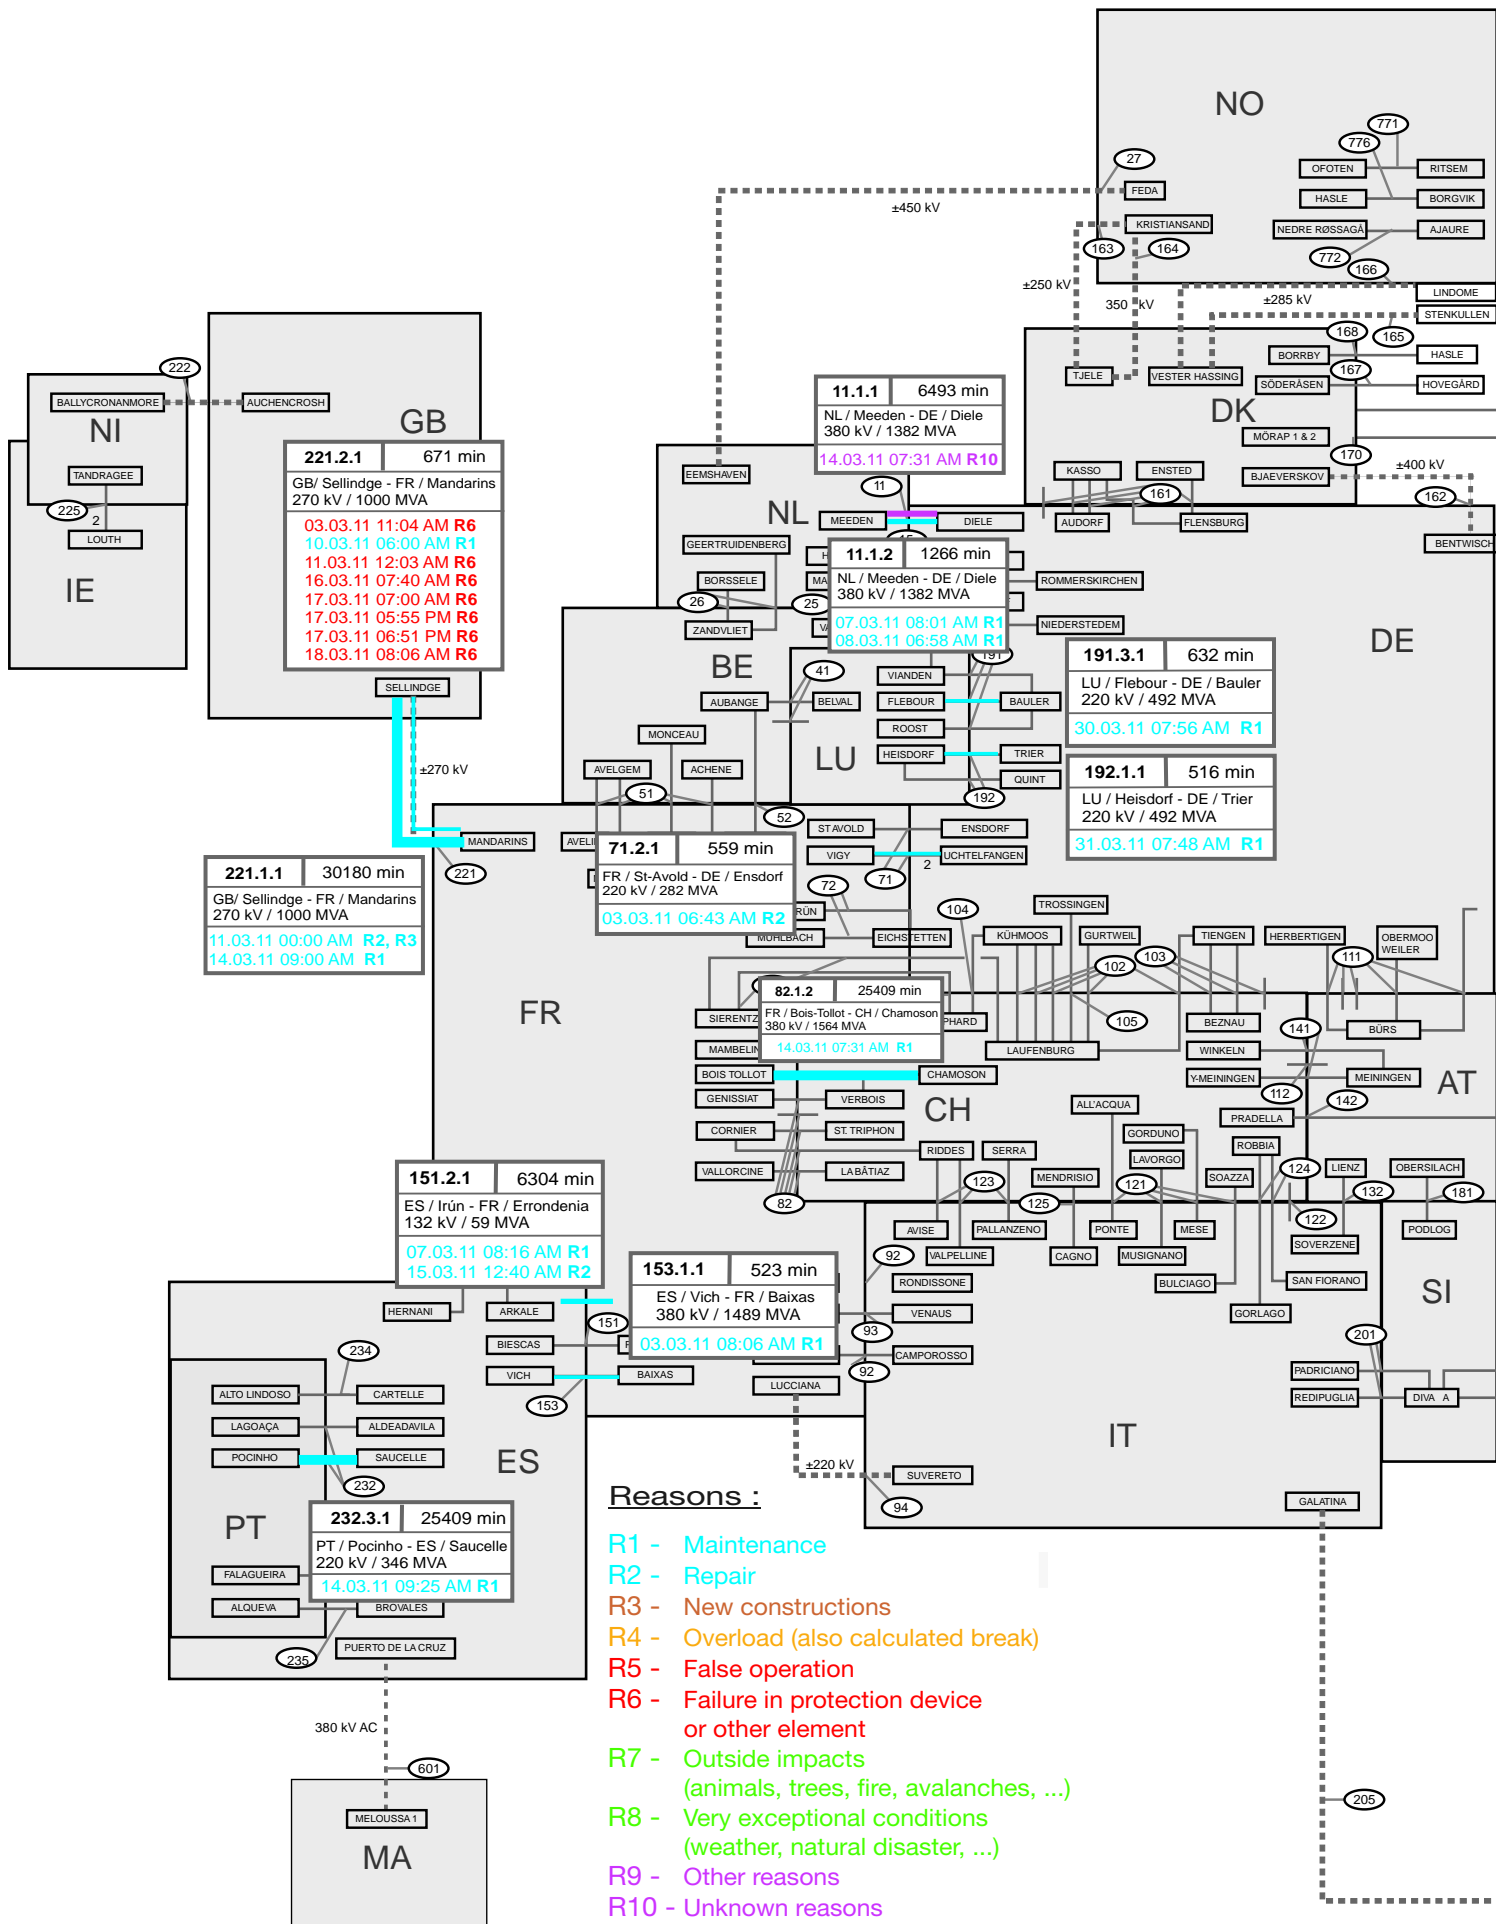 NO
771
776
27
OFOTEN
RITSEM
FEDA
HASLE
BORGVIK
±450 kV
KRISTIANSAND
NEDRE RØSSAGÅ
AJAURE
163
164
772
166
±250 kV
350 kV
±285 kV
LINDOME
STENKULLEN
168
165
BORRBY
HASLE
167
222
TJELE
VESTER HASSING
SÖDERÅSEN
HOVEGÅRD
BALLYCRONANMORE
AUCHENCROSH
DK
NI
GB
11.1.1 6493 min
NL / Meeden - DE / Diele
380 kV / 1382 MVA
14.03.11 07:31 AM R10
MÖRAP 1 & 2
170
±400 kV
TANDRAGEE
EEMSHAVEN
KASSO
ENSTED
BJAEVERSKOV
161
162
11
225
2
NL
MEEDEN
DIELE
AUDORF
FLENSBURG
LOUTH
BENTWISCH
IE
221.2.1 671 min
GB/ Sellindge - FR / Mandarins
270 kV / 1000 MVA
03.03.11 11:04 AM R6
10.03.11 06:00 AM R1
11.03.11 12:03 AM R6
16.03.11 07:40 AM R6
17.03.11 07:00 AM R6
17.03.11 05:55 PM R6
17.03.11 06:51 PM R6
18.03.11 08:06 AM R6
GEERTRUIDENBERG
BORSSELE
26
25
ZANDVLIET
11.1.2 1266 min
NL / Meeden - DE / Diele
380 kV / 1382 MVA
07.03.11 08:01 AM R1
08.03.11 06:58 AM R1
ROMMERSKIRCHEN
NIEDERSTEDEM
DE
BE
191
41
SELLINDGE
VIANDEN
AUBANGE
BELVAL
FLEBOUR
BAULER
191.3.1 632 min
LU / Flebour - DE / Bauler
220 kV / 492 MVA
30.03.11 07:56 AM R1
MONCEAU
ROOST
LU
HEISDORF
TRIER
±270 kV
AVELGEM
ACHENE
QUINT
51
192
192.1.1 516 min
LU / Heisdorf - DE / Trier
220 kV / 492 MVA
31.03.11 07:48 AM R1
52
ST AVOLD
ENSDORF
MANDARINS
VIGY
UCHTELFANGEN
2
221
71
71.2.1 559 min
FR / St-Avold - DE / Ensdorf
220 kV / 282 MVA
03.03.11 06:43 AM R2
221.1.1 30180 min
GB/ Sellindge - FR / Mandarins
270 kV / 1000 MVA
11.03.11 00:00 AM R2, R3
14.03.11 09:00 AM R1
72
MUHLBACH
EICHSTETTEN
104
TROSSINGEN
KÜHMOOS
GURTWEIL
TIENGEN
HERBERTIGEN
OBERMOO
WEILER
102
103
111
FR
SIERENTZ
82.1.2 25409 min
FR / Bois-Tollot - CH / Chamoson
380 kV / 1564 MVA
14.03.11 07:31 AM R1
105
BEZNAU
BÜRS
141
LAUFENBURG
WINKELN
BOIS TOLLOT
CHAMOSON
Y-MEININGEN
MEININGEN
AT
GENISSIAT
VERBOIS
CH
ALL'ACQUA
112
142
PRADELLA
CORNIER
ST. TRIPHON
GORDUNO
ROBBIA
RIDDES
SERRA
LAVORGO
VALLORCINE
LA BÂTIAZ
MENDRISIO
SOAZZA
124
LIENZ
OBERSILACH
123
121
132
181
82
125
122
AVISE
PALLANZENO
PONTE
MESE
PODLOG
VALPELLINE
CAGNO
MUSIGNANO
SOVERZENE
151.2.1 6304 min
ES / Irún - FR / Errondenia
132 kV / 59 MVA
07.03.11 08:16 AM R1
15.03.11 12:40 AM R2
92
RONDISSONE
BULCIAGO
SAN FIORANO
SI
HERNANI
ARKALE
VENAUS
GORLAGO
151
93
153.1.1 523 min
ES / Vich - FR / Baixas
380 kV / 1489 MVA
03.03.11 08:06 AM R1
201
BIESCAS
CAMPOROSSO
234
92
PADRICIANO
VICH
BAIXAS
LUCCIANA
ALTO LINDOSO
CARTELLE
REDIPUGLIA
DIVA A
153
LAGOAÇA
ALDEADAVILA
IT
POCINHO
SAUCELLE
ES
±220 kV
SUVERETO
232
94
GALATINA
PT
232.3.1 25409 min
PT / Pocinho - ES / Saucelle
220 kV / 346 MVA
14.03.11 09:25 AM R1
FALAGUEIRA
ALQUEVA
BROVALES
PUERTO DE LA CRUZ
235
380 kV AC
601
MELOUSSA 1
MA
205
Reasons :
R1 - Maintenance
R2 - Repair
R3 - New constructions
R4 - Overload (also calculated break)
R5 - False operation
R6 - Failure in protection device
or other element
R7 - Outside impacts
(animals, trees, fire, avalanches, ...)
R8 - Very exceptional conditions
(weather, natural disaster, ...)
R9 - Other reasons
R10 - Unknown reasons